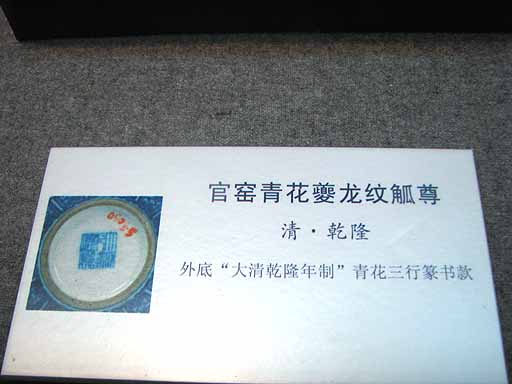 官窑青花夔龙纹觚尊
清·乾隆
外底“大清乾隆年制”青花三行篆书款